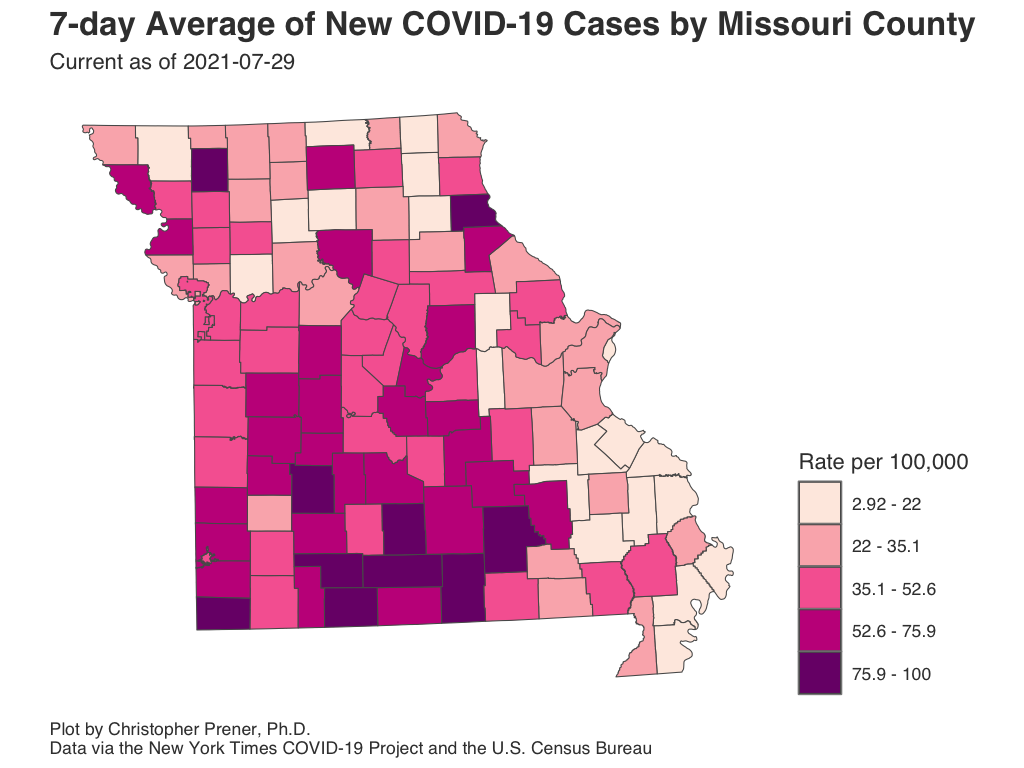 7-day Average of New COVID-19 Cases by Missouri County
Current as of 2021-07-29
Rate per 100,000
2.92 - 22
22 - 35.1
35.1 - 52.6
52.6 - 75.9
75.9 - 100
Plot by Christopher Prener, Ph.D.
Data via the New York Times COVID-19 Project and the U.S. Census Bureau